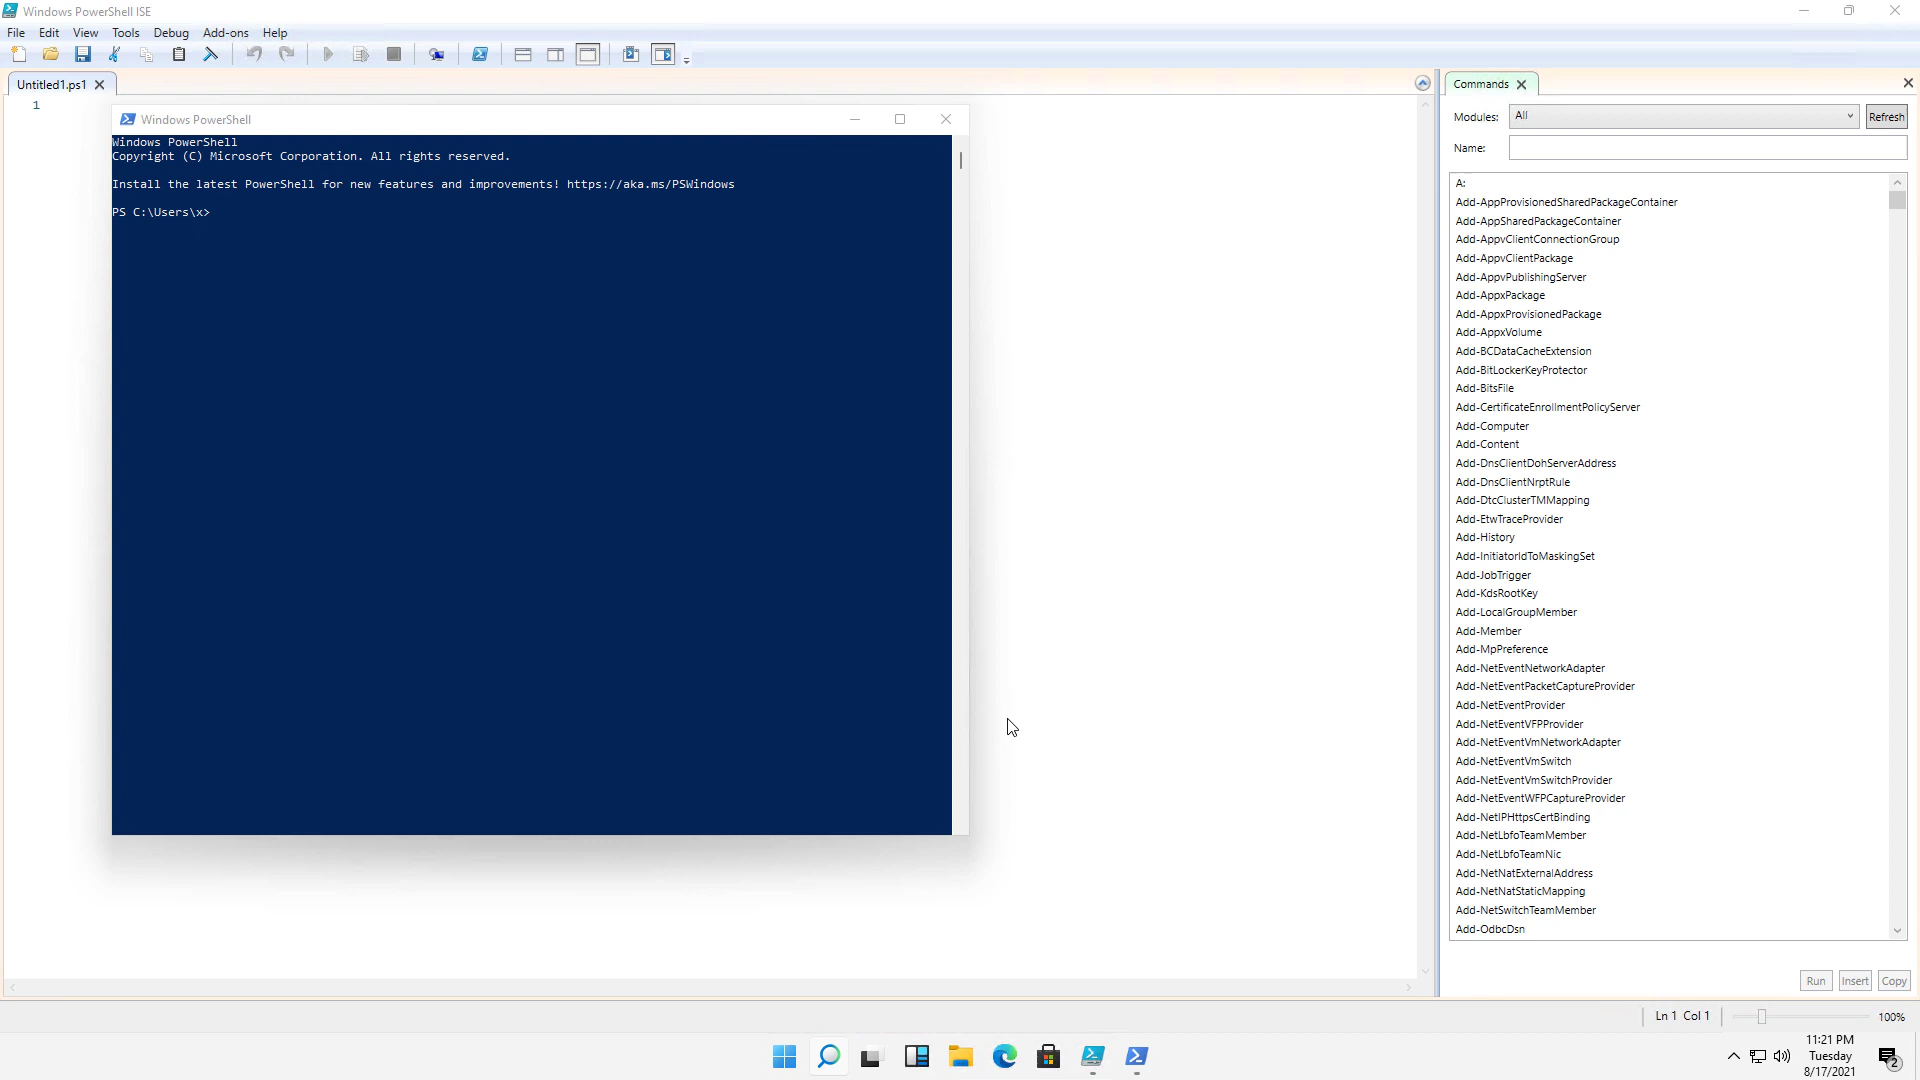 Windows PowerShell ISE
File Edit View Tools Debug Add-ons Help
Untitled1.ps1
1
Windows PowerShell
Windows PowerShell
Copyright (C) Microsoft Corporation. All rights reserved.
Install the latest PowerShell for new features and improvements! https://aka.ms/PSWindows
PS C:\Users\x>
Commands
Modules: All Refresh
Name:
A:
Add-AppProvisionedSharedPackageContainer
Add-AppSharedPackageContainer
Add-AppvClientConnectionGroup
Add-AppvClientPackage
Add-AppvPublishingServer
Add-AppxPackage
Add-AppxProvisionedPackage
Add-AppxVolume
Add-BCDataCacheExtension
Add-BitLockerKeyProtector
Add-BitsFile
Add-CertificateEnrollmentPolicyServer
Add-Computer
Add-Content
Add-DnsClientDohServerAddress
Add-DnsClientNrptRule
Add-DtcClusterTMMapping
Add-EtwTraceProvider
Add-History
Add-InitiatorIdToMaskingSet
Add-JobTrigger
Add-KdsRootKey
Add-LocalGroupMember
Add-Member
Add-MpPreference
Add-NetEventNetworkAdapter
Add-NetEventPacketCaptureProvider
Add-NetEventProvider
Add-NetEventVFPProvider
Add-NetEventVmNetworkAdapter
Add-NetEventVmSwitch
Add-NetEventVmSwitchProvider
Add-NetEventWFPCaptureProvider
Add-NetIPHttpsCertBinding
Add-NetLbfoTeamMember
Add-NetLbfoTeamNic
Add-NetNatExternalAddress
Add-NetNatStaticMapping
Add-NetSwitchTeamMember
Add-OdbcDsn
Run Insert Copy
Ln 1 Col 1 100%
11:21 PM
Tuesday
8/17/2021
2